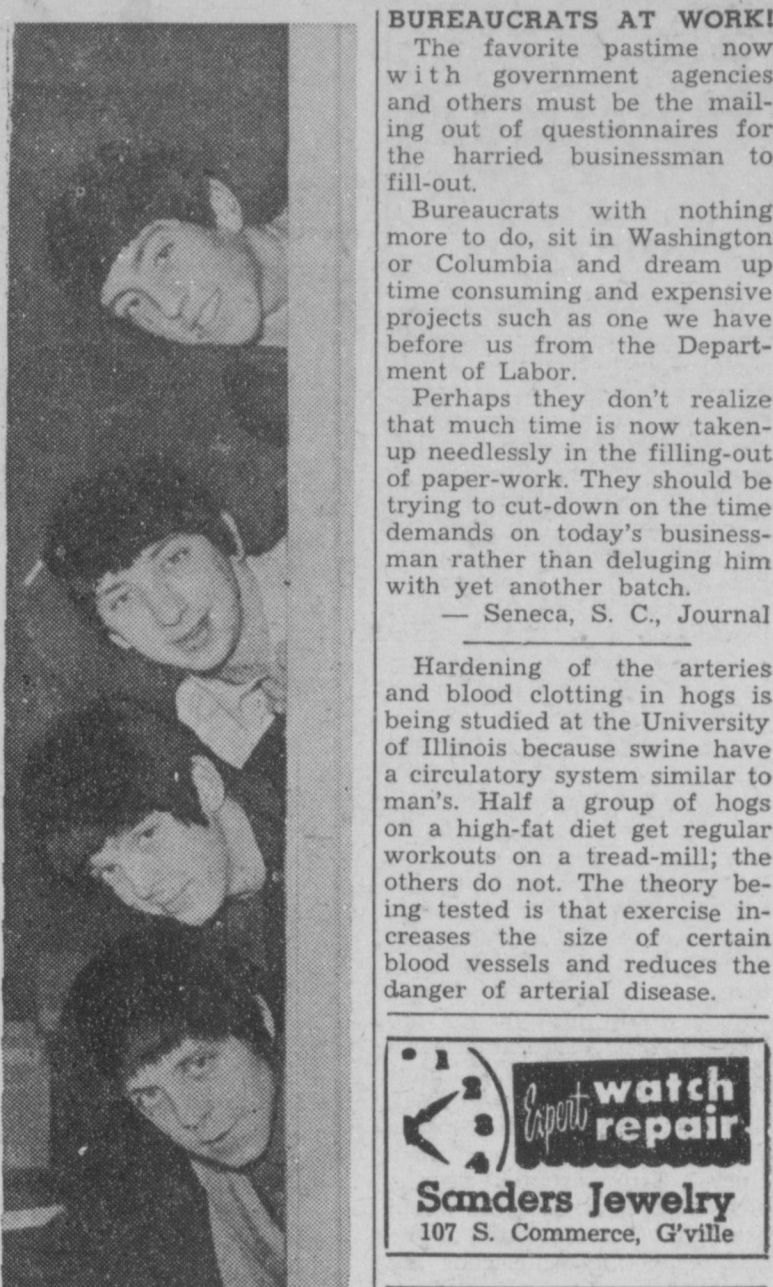 BUREAUCRATS AT WORK!
The favorite pastime now
with government agencies
and others must be the mail-
ing out of questionnaires for
the harried businessman to
fill-out.
Bureaucrats with nothing
more to do, sit in Washington
or Columbia and dream up
time consuming and expensive
projects such as one we have
before us from the Depart-
ment of Labor.
Perhaps they don't realize
that much time is now taken-
up needlessly in the filling-out
of paper-work. They should be
trying to cut-down on the time
demands on today's business-
man rather than deluging him
with yet another batch.
— Seneca, S. C., Journal
Hardening of the arteries
and blood clotting in hogs is
being studied at the University
of Illinois because swine have
a circulatory system similar to
man's. Half a group of hogs
on a high-fat diet get regular
workouts on a tread-mill; the
others do not. The theory be-
ing tested is that exercise in-
creases the size of certain
blood vessels and reduces the
danger of arterial disease.
1
2
3
4
Expert watch
repair
Sanders Jewelry
107 S. Commerce, G'ville